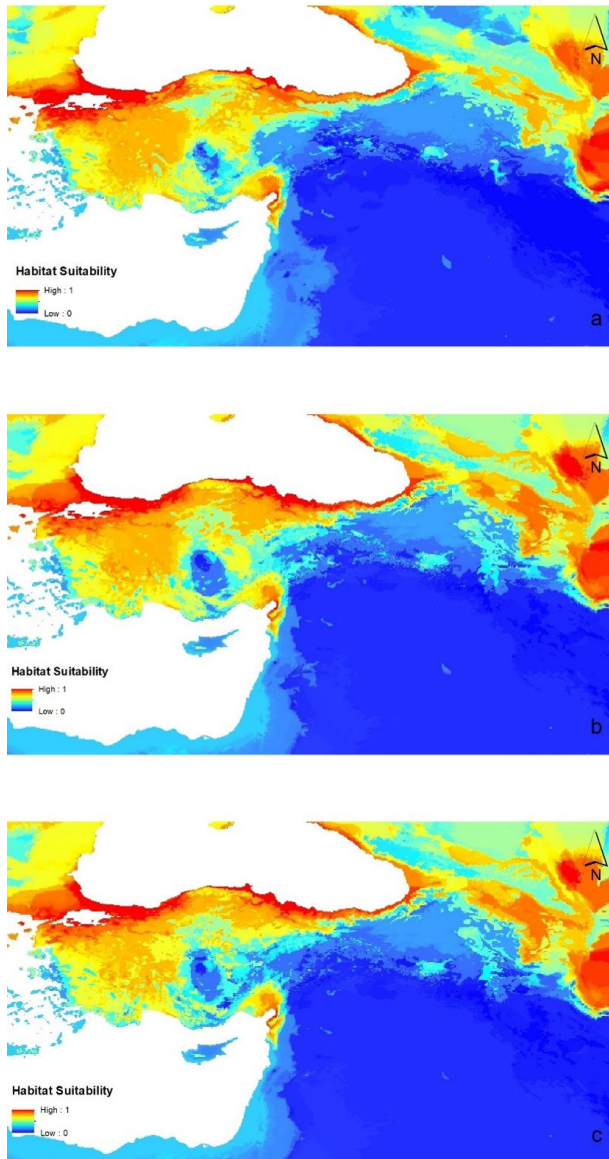 N
Habitat Suitability
High : 1
Low : 0
a
N
Habitat Suitability
High : 1
Low : 0
b
N
Habitat Suitability
High : 1
Low : 0
c